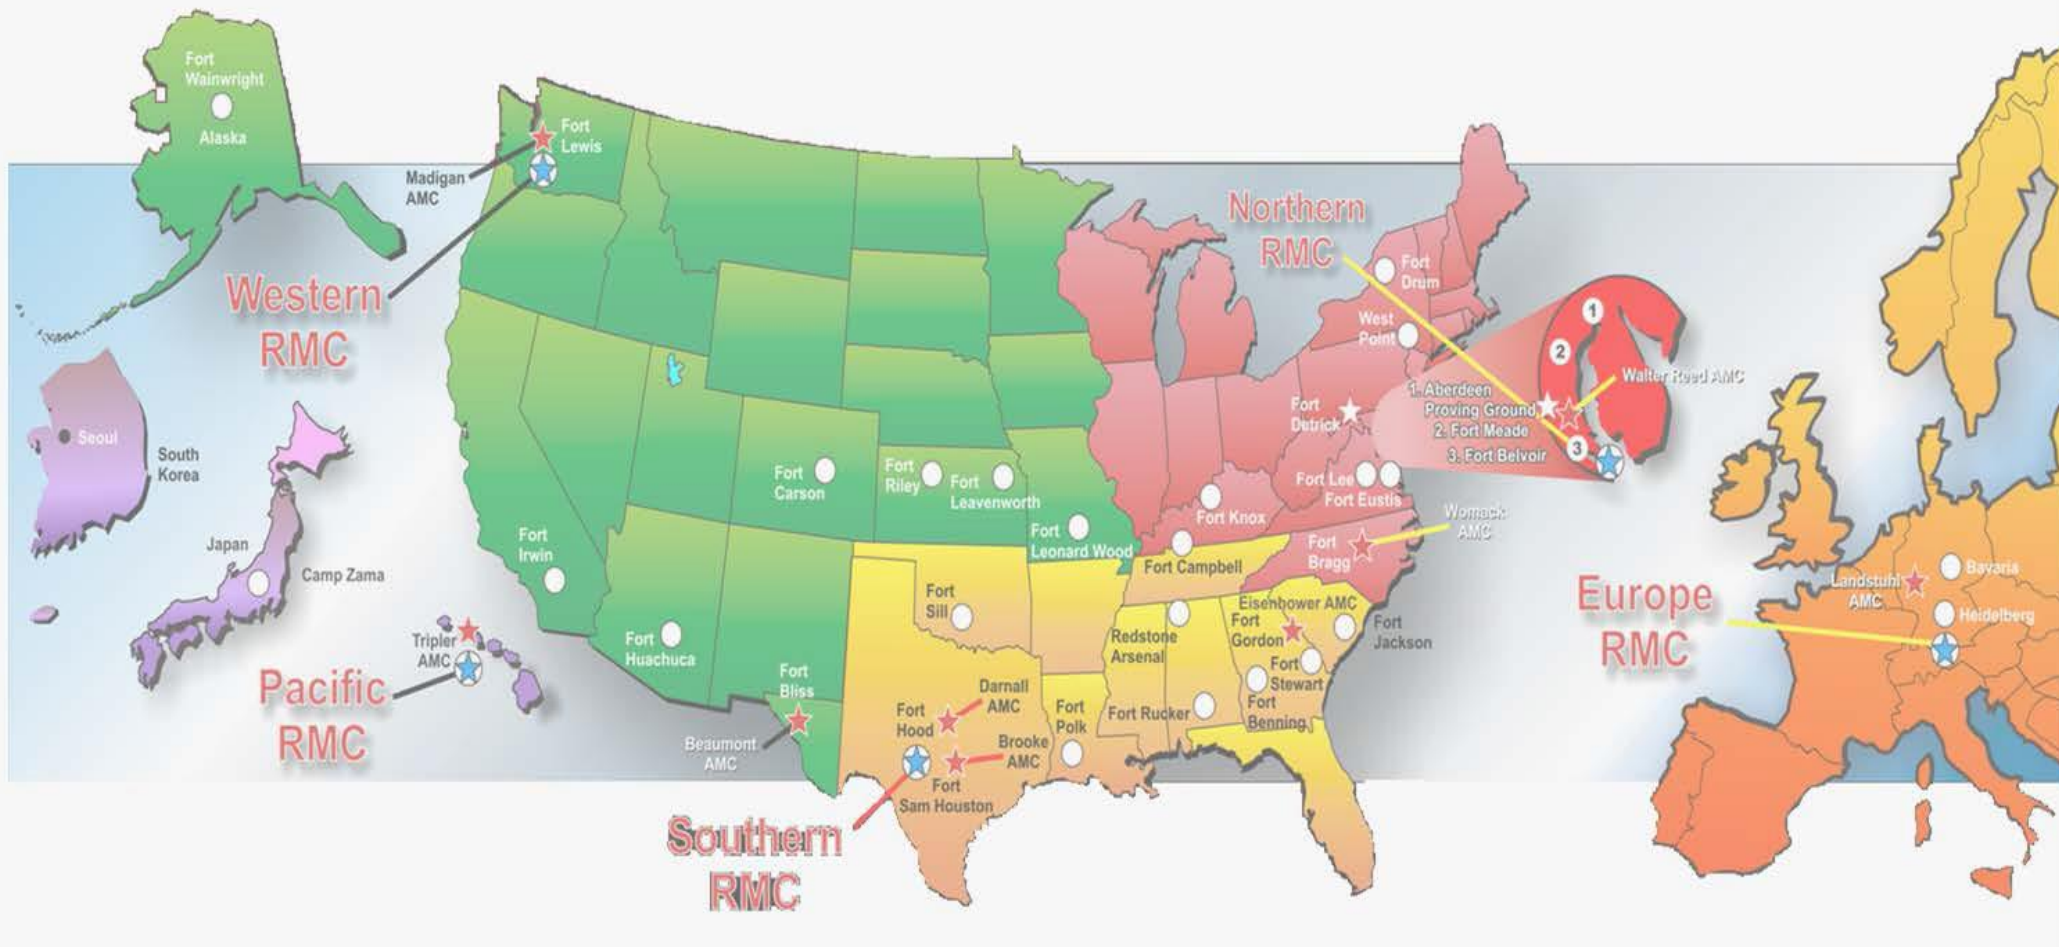 Fort
Wainwright
Alaska
Fort
Lewis
Madigan
AMC
Western
RMC
Northern
RMC
Fort
Drum
West
Point
1
2
3
Walter Reed AMC
1. Aberdeen
Proving Ground
2. Fort Meade
3. Fort Belvoir
Fort
Detrick
Seoul
South
Korea
Japan
Camp Zama
Fort
Carson
Fort
Riley
Fort
Leavenworth
Fort Lee
Fort Eustis
Fort Knox
Fort
Irwin
Fort
Leonard Wood
Fort Campbell
Fort
Bragg
Womack
AMC
Europe
RMC
Landstuhl
AMC
Bavaria
Heidelberg
Tripler
AMC
Pacific
RMC
Fort
Huachuca
Fort
Sill
Redstone
Arsenal
Eisenhower AMC
Fort
Gordon
Fort
Jackson
Fort
Stewart
Fort
Benning
Fort Rucker
Fort
Bliss
Beaumont
AMC
Fort
Hood
Darnall
AMC
Brooke
AMC
Fort
Sam Houston
Fort
Polk
Southern
RMC